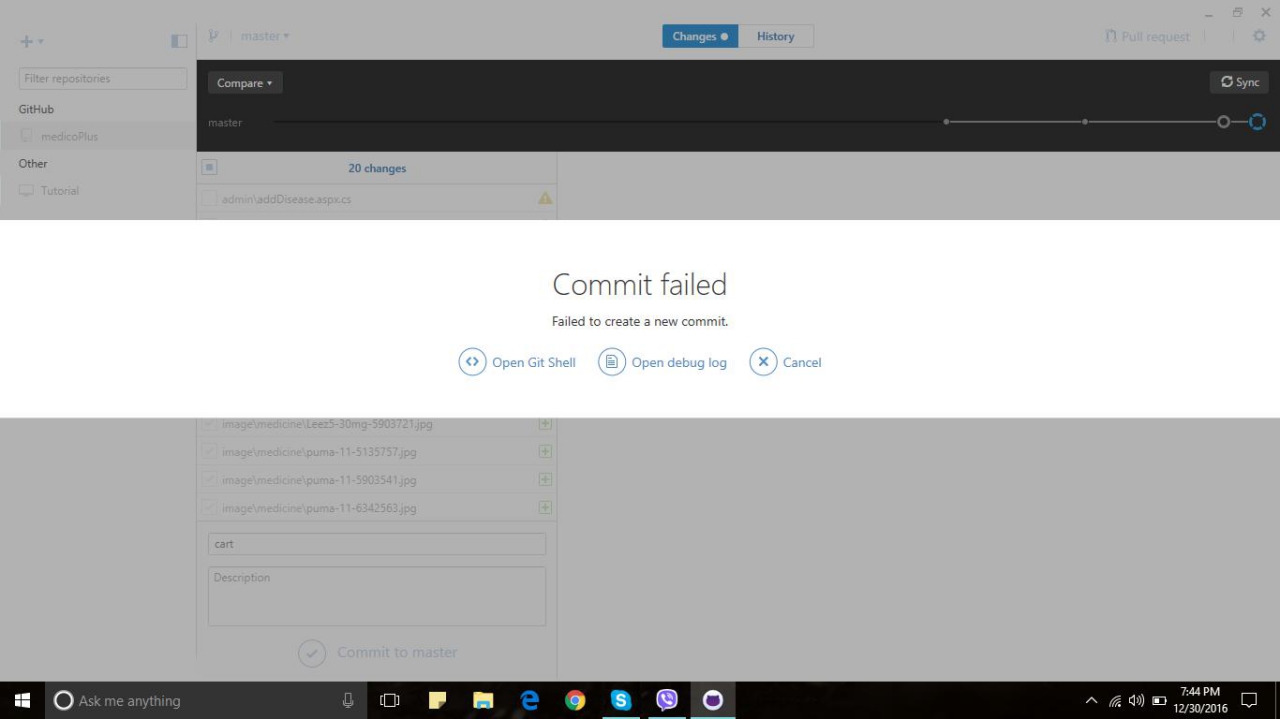 master
Changes
History
Pull request
Filter repositories
Compare
Sync
GitHub
master
medicoPlus
Other
20 changes
Tutorial
admin\addDisease.aspx.cs
Commit failed
Failed to create a new commit.
Open Git Shell
Open debug log
Cancel
image\medicine\Leez5-30mg-5903721.jpg
image\medicine\puma-11-5135757.jpg
image\medicine\puma-11-5903541.jpg
image\medicine\puma-11-6342563.jpg
cart
Description
Commit to master
Ask me anything
7:44 PM
12/30/2016